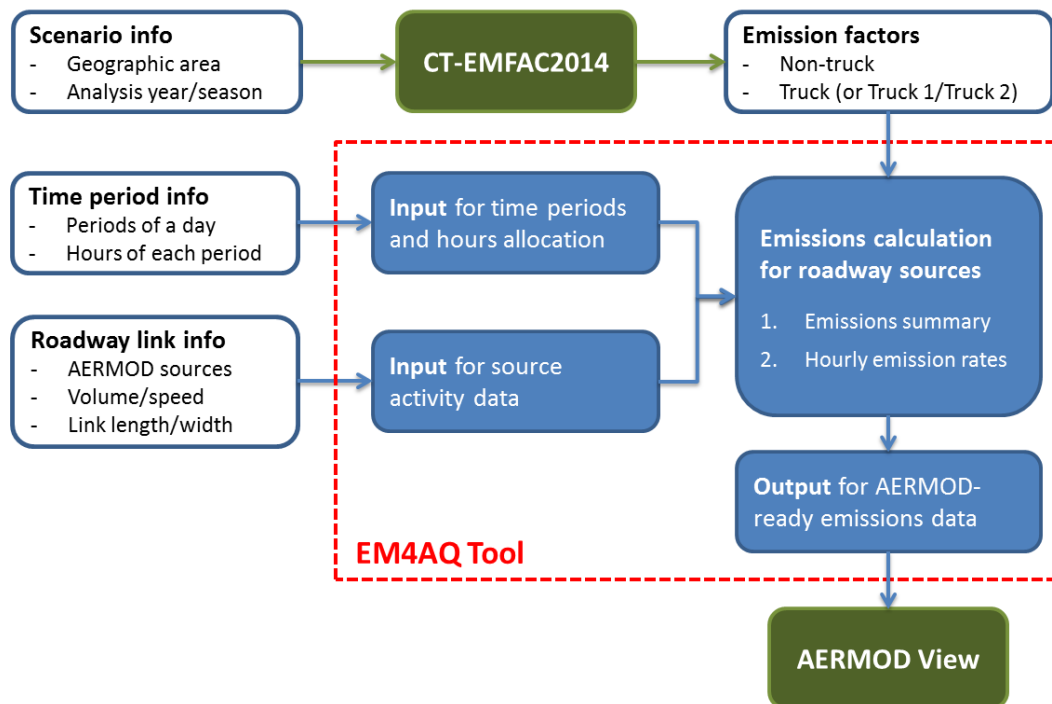 Scenario info
- Geographic area
- Analysis year/season
CT-EMFAC2014
Emission factors
- Non-truck
- Truck (or Truck 1/Truck 2)
Time period info
- Periods of a day
- Hours of each period
Input for time periods
and hours allocation
Emissions calculation
for roadway sources
1. Emissions summary
2. Hourly emission rates
Roadway link info
- AERMOD sources
- Volume/speed
- Link length/width
Input for source
activity data
Output for AERMOD-
ready emissions data
EM4AQ Tool
AERMOD View